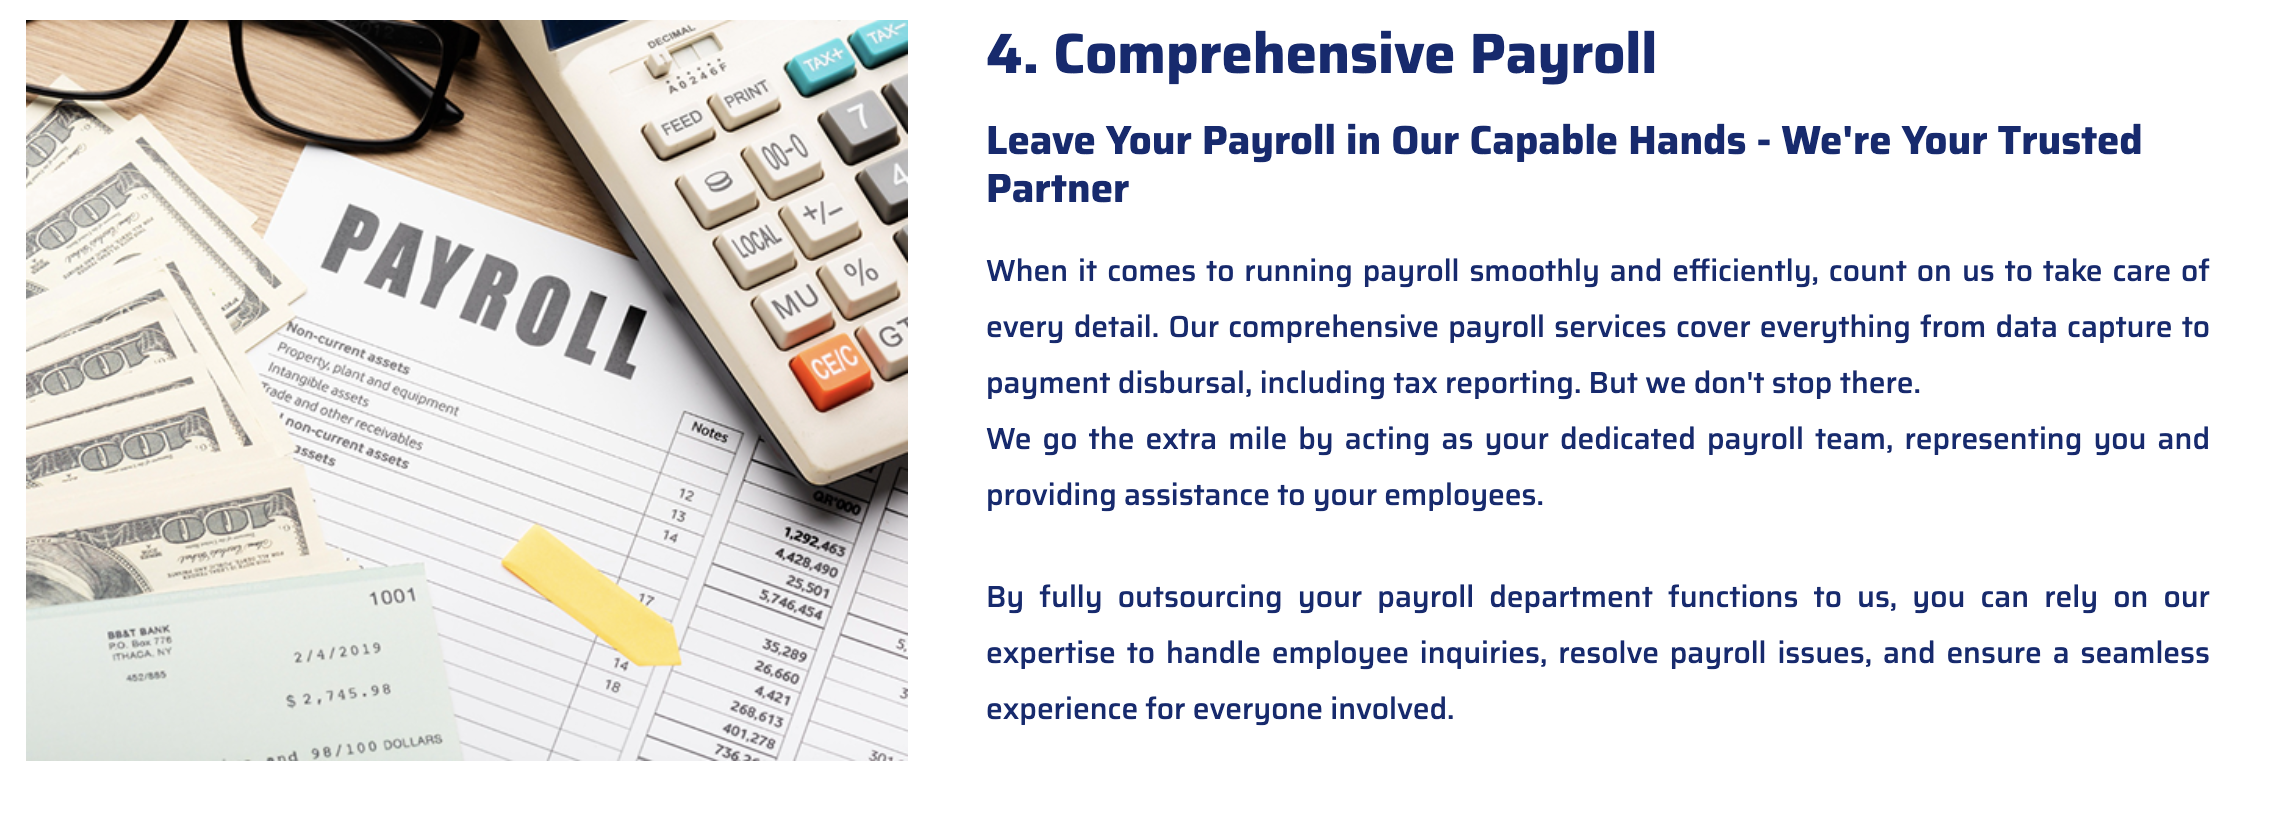 4. Comprehensive Payroll
Leave Your Payroll in Our Capable Hands - We're Your Trusted
Partner
When it comes to running payroll smoothly and efficiently, count on us to take care of
every detail. Our comprehensive payroll services cover everything from data capture to
payment disbursal, including tax reporting. But we don't stop there.
We go the extra mile by acting as your dedicated payroll team, representing you and
providing assistance to your employees.
By fully outsourcing your payroll department functions to us, you can rely on our
expertise to handle employee inquiries, resolve payroll issues, and ensure a seamless
experience for everyone involved.
DECIMAL
A 0 2 4 6 F
TAX+
TAX-
FEED
PRINT
7
00-0
4
LOCAL
+/-
MU
%
CE/C
GT
PAYROLL
Non-current assets
Property, plant and equipment
Intangible assets
Trade and other receivables
non-current assets
assets
Notes
12
13
14
17
14
18
QR'000
1,292,463
4,428,490
25,501
5,746,454
35,289
26,660
4,421
268,613
401,278
100
100
100
100
1001
BB&T BANK
P.O. Box 776
ITHACA, NY
452/885
2/4/2019
$2,745.98
and 98/100 DOLLARS